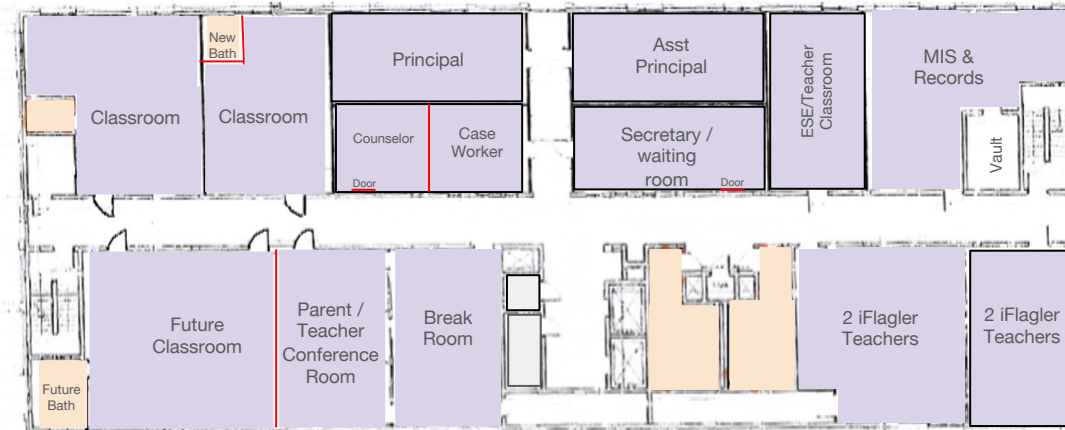 New
Bath
Principal
Asst
Principal
MIS &
Records
ESE/Teacher
Classroom
Classroom
Classroom
Counselor
Case
Worker
Door
Secretary /
waiting
room
Door
Vault
Future
Classroom
Parent /
Teacher
Conference
Room
Break
Room
2 iFlagler
Teachers
2 iFlagler
Teachers
Future
Bath